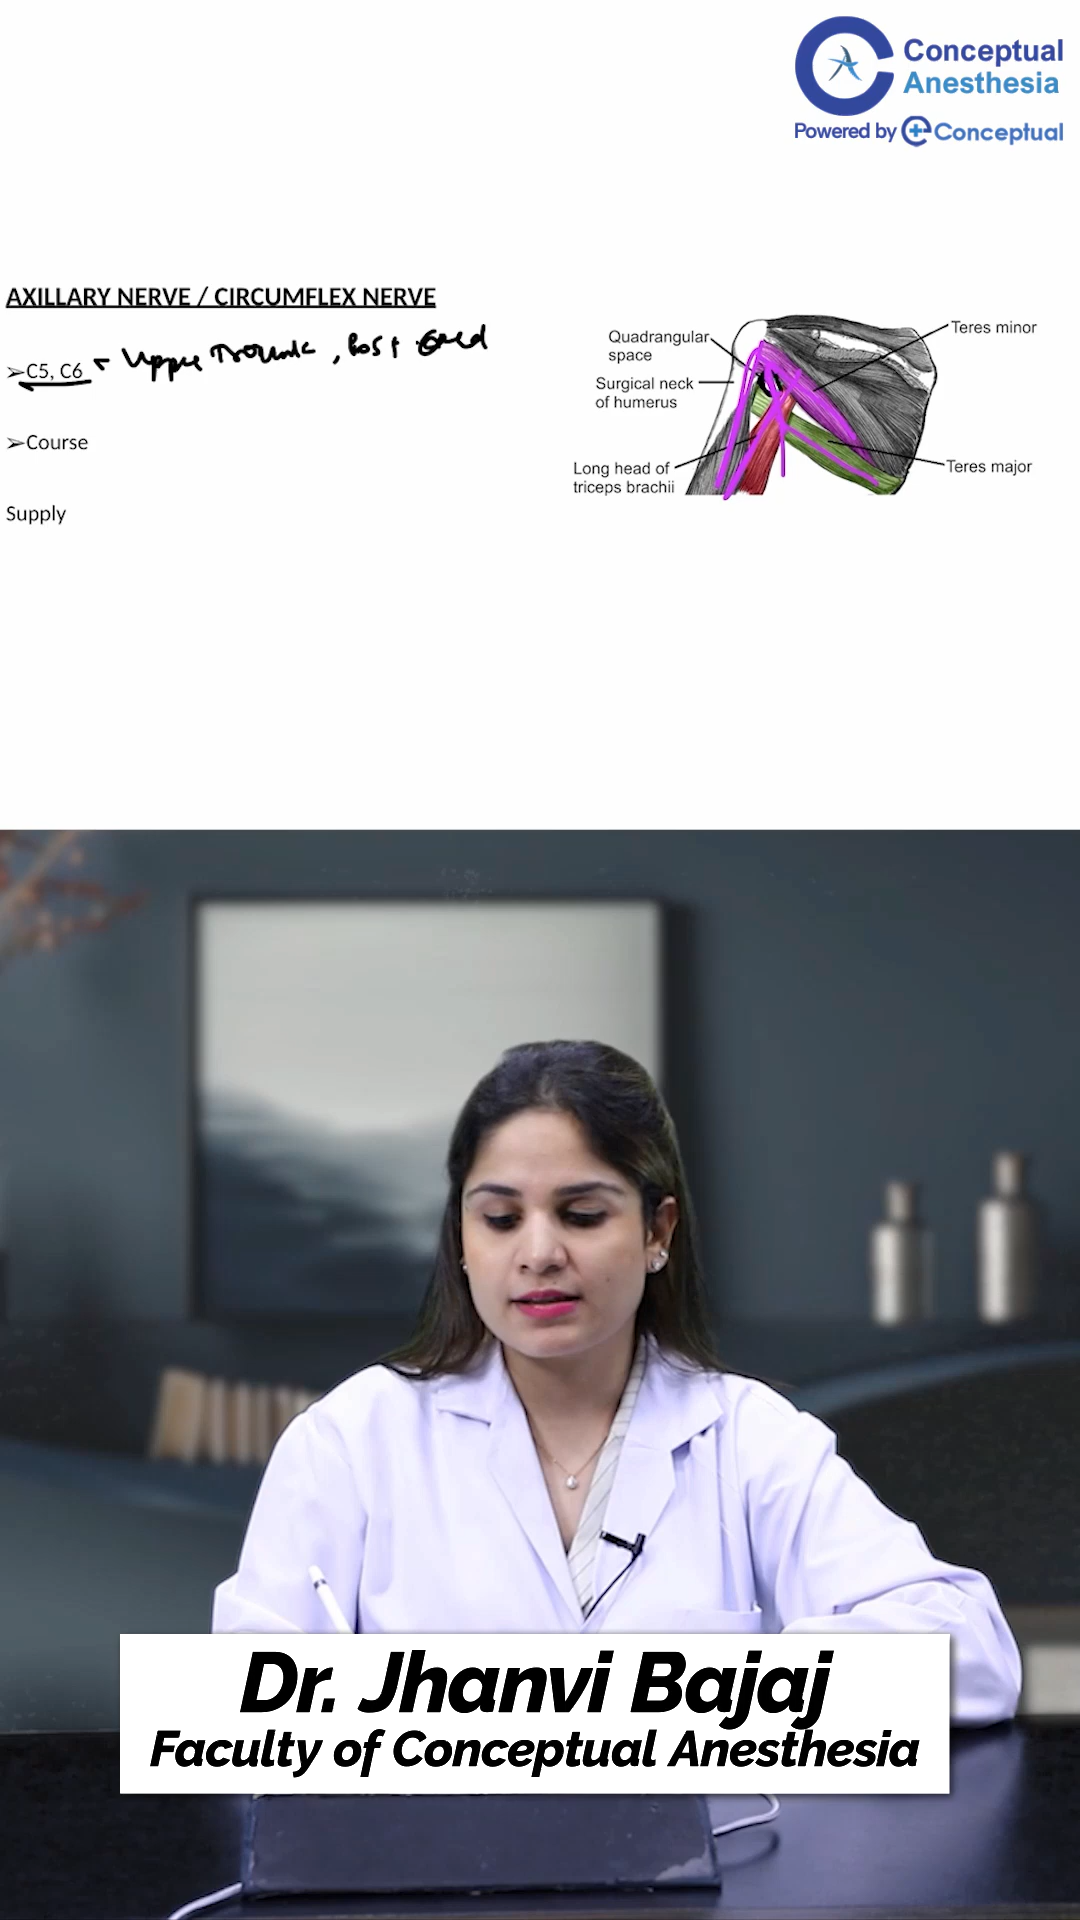 Conceptual
Anesthesia
Powered by Conceptual
AXILLARY NERVE / CIRCUMFLEX NERVE
➢C5, C6 - Upper Trunk, Post
➢Course
Supply
Quadrangular
space
Surgical neck
of humerus
Long head of
triceps brachii
Teres minor
Teres major
Dr. Jhanvi Bajaj
Faculty of Conceptual Anesthesia